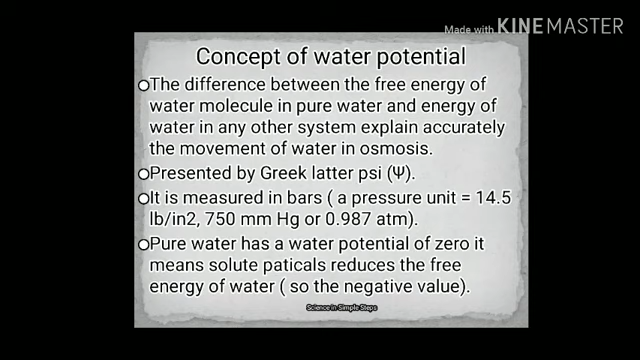 Made with KINEMASTER
Concept of water potential
The difference between the free energy of
water molecule in pure water and energy of
water in any other system explain accurately
the movement of water in osmosis.
Presented by Greek latter psi (Ψ).
It is measured in bars ( a pressure unit = 14.5
lb/in2, 750 mm Hg or 0.987 atm).
Pure water has a water potential of zero it
means solute paticals reduces the free
energy of water ( so the negative value).
Science in Simple Steps